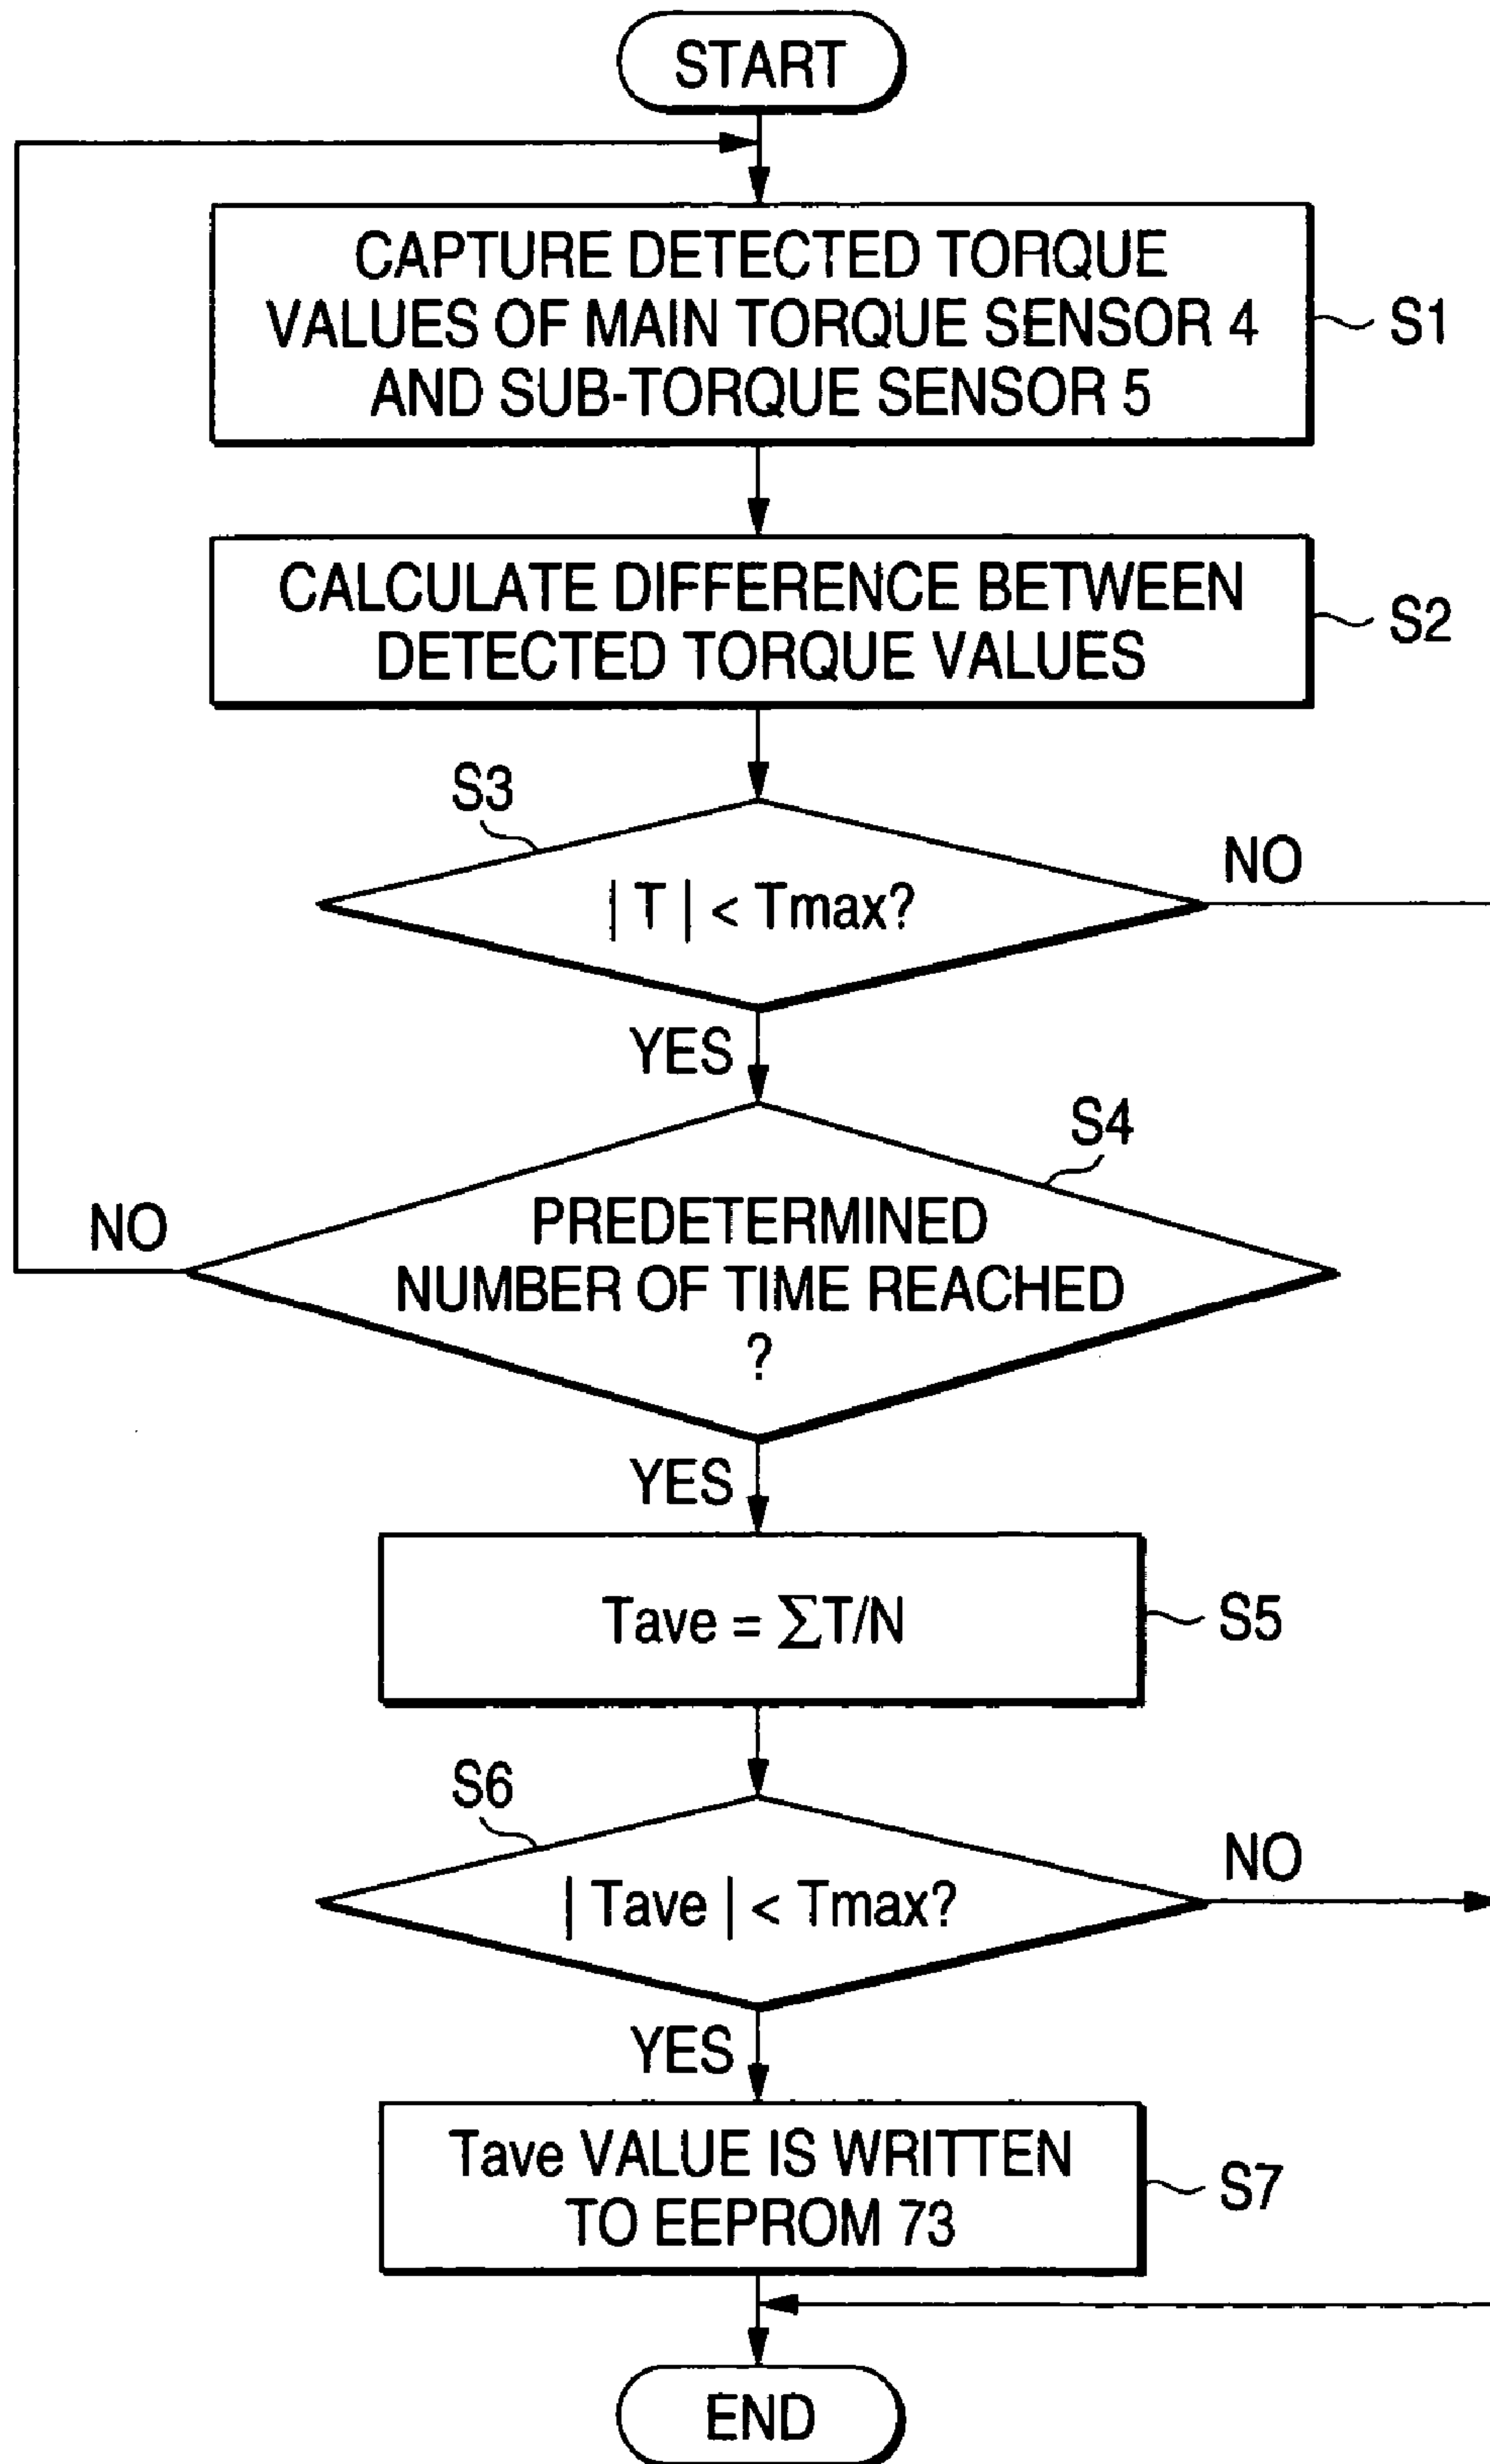 START
CAPTURE DETECTED TORQUE
VALUES OF MAIN TORQUE SENSOR 4
AND SUB-TORQUE SENSOR 5
S1
CALCULATE DIFFERENCE BETWEEN
DETECTED TORQUE VALUES
S2
S3
| T | < Tmax?
NO
YES
S4
PREDETERMINED
NUMBER OF TIME REACHED
?
NO
YES
Tave = ∑T/N
S5
S6
| Tave | < Tmax?
NO
YES
Tave VALUE IS WRITTEN
TO EEPROM 73
S7
END